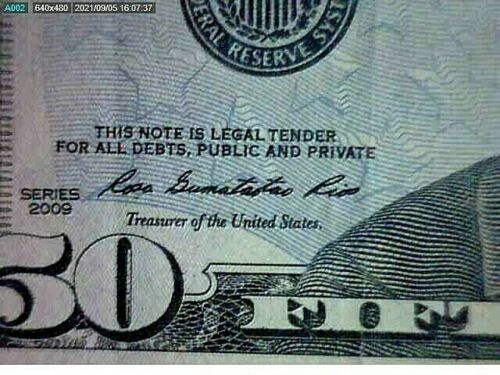 A002 640x480 2021/09/05 16:07:37
ERAL RESERVE SYST
THIS NOTE IS LEGAL TENDER
FOR ALL DEBTS, PUBLIC AND PRIVATE
Rosa Gumataotao Rios
SERIES
2009
Treasurer of the United States.
50